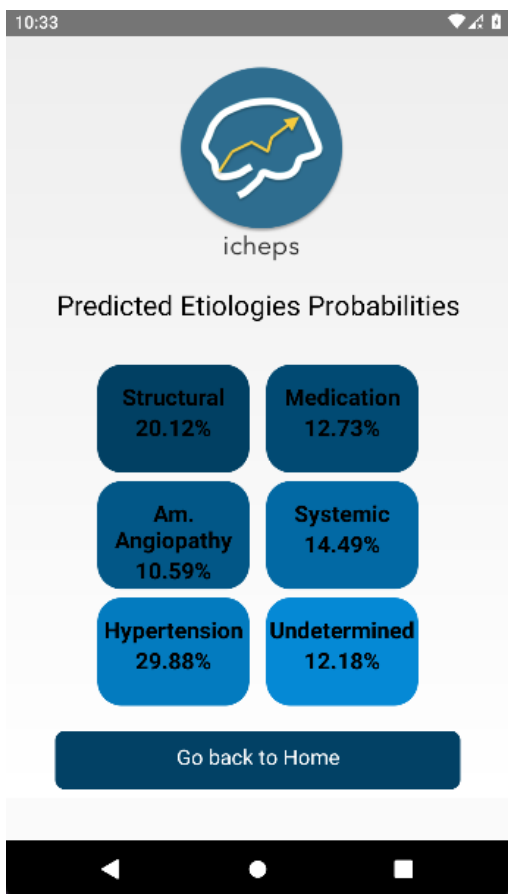 10:33
icheps
Predicted Etiologies Probabilities
Structural
20.12%
Medication
12.73%
Am.
Angiopathy
10.59%
Systemic
14.49%
Hypertension
29.88%
Undetermined
12.18%
Go back to Home